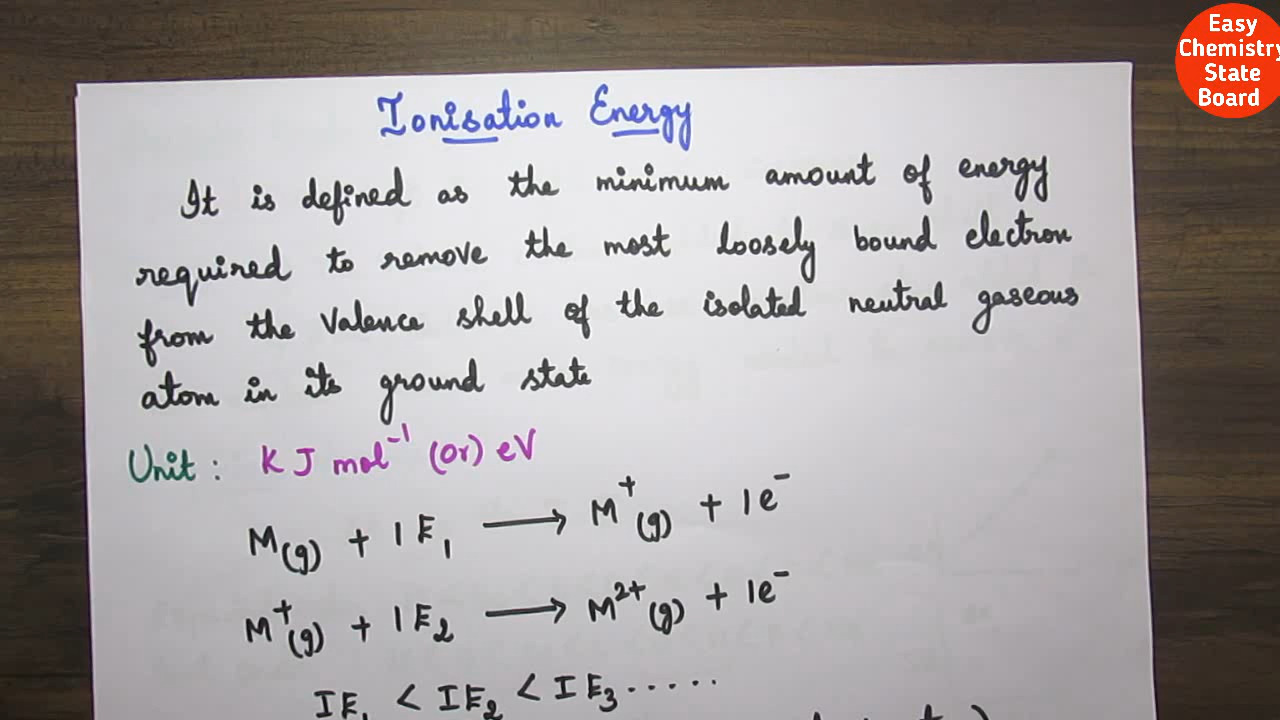 Easy
Chemistry
State
Board
Ionisation Energy
It is defined as the minimum amount of energy
required to remove the most loosely bound electron
from the Valence shell of the isolated neutral gaseous
atom in its ground state
Unit : KJ mol⁻¹ (or) eV
M(g) + IE₁ ⟶ M⁺(g) + 1e⁻
M⁺(g) + IE₂ ⟶ M²⁺(g) + 1e⁻
IE₁ < IE₂ < IE₃ ......